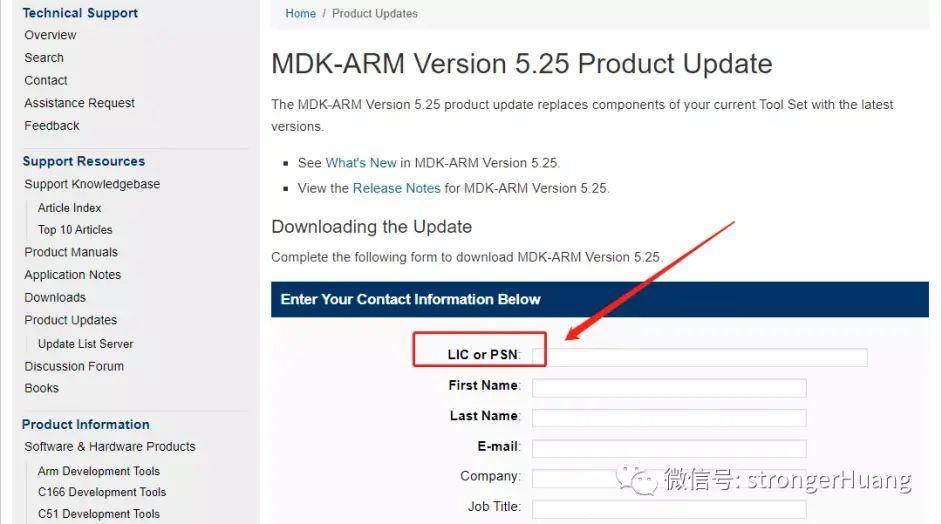 Technical Support
Overview
Search
Contact
Assistance Request
Feedback
Support Resources
Support Knowledgebase
Article Index
Top 10 Articles
Product Manuals
Application Notes
Downloads
Product Updates
Update List Server
Discussion Forum
Books
Product Information
Software & Hardware Products
Arm Development Tools
C166 Development Tools
C51 Development Tools
Home / Product Updates
MDK-ARM Version 5.25 Product Update
The MDK-ARM Version 5.25 product update replaces components of your current Tool Set with the latest
versions.
See What's New in MDK-ARM Version 5.25.
View the Release Notes for MDK-ARM Version 5.25.
Downloading the Update
Complete the following form to download MDK-ARM Version 5.25.
Enter Your Contact Information Below
LIC or PSN:
First Name:
Last Name:
E-mail:
Company:
Job Title:
微信号: strongerHuang